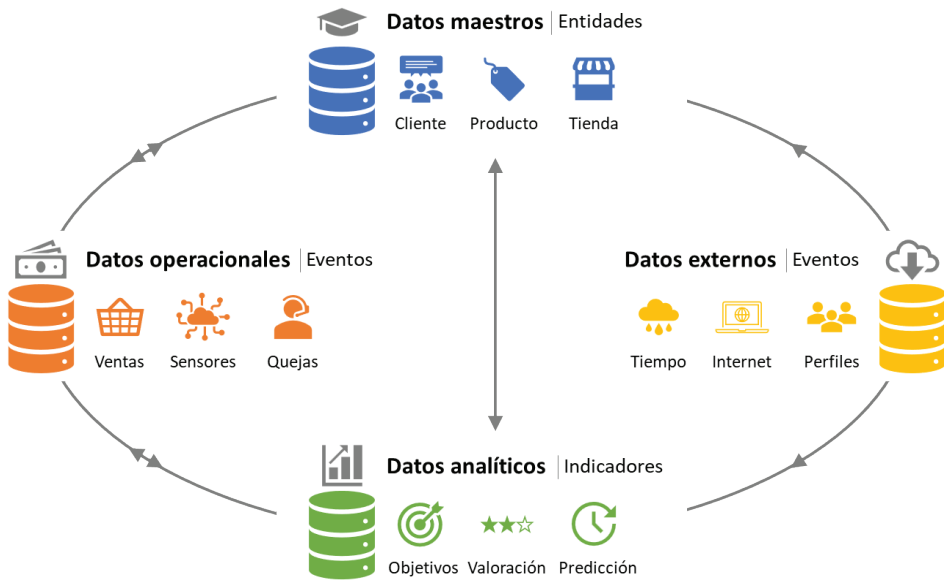 Datos maestros | Entidades
Cliente Producto Tienda
Datos operacionales | Eventos
Ventas Sensores Quejas
Datos externos | Eventos
Tiempo Internet Perfiles
Datos analíticos | Indicadores
Objetivos Valoración Predicción